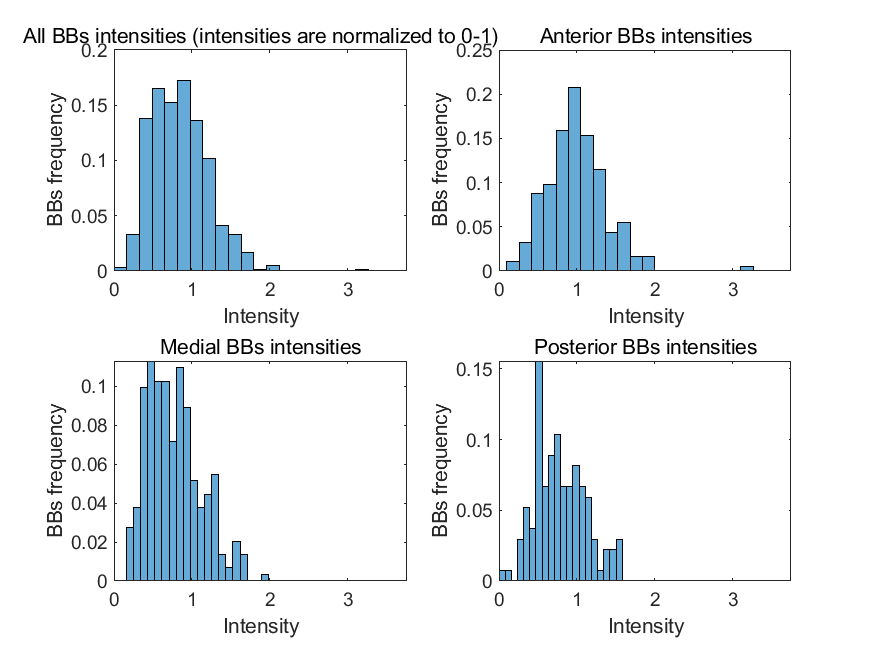 All BBs intensities (intensities are normalized to 0-1)
0.2
0.15
0.1
0.05
0
BBs frequency
0 1 2 3
Intensity
Anterior BBs intensities
0.25
0.2
0.15
0.1
0.05
0
BBs frequency
0 1 2 3
Intensity
Medial BBs intensities
0.1
0.08
0.06
0.04
0.02
0
BBs frequency
0 1 2 3
Intensity
Posterior BBs intensities
0.15
0.1
0.05
0
BBs frequency
0 1 2 3
Intensity